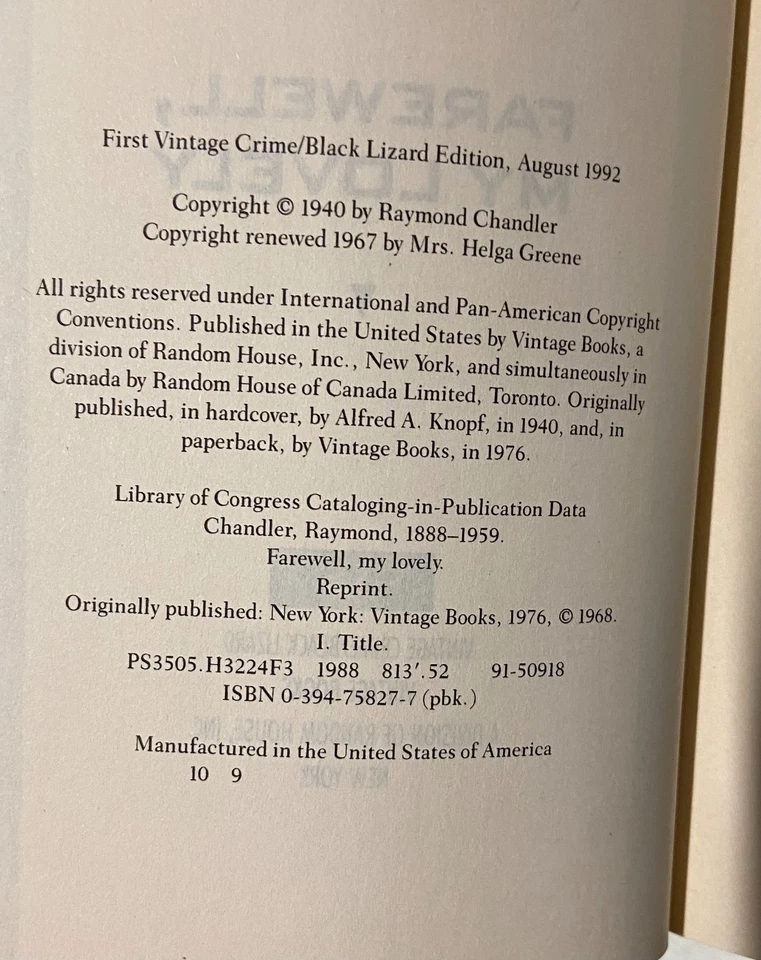 First Vintage Crime/Black Lizard Edition, August 1992
Copyright © 1940 by Raymond Chandler
Copyright renewed 1967 by Mrs. Helga Greene
All rights reserved under International and Pan-American Copyright
Conventions. Published in the United States by Vintage Books, a
division of Random House, Inc., New York, and simultaneously in
Canada by Random House of Canada Limited, Toronto. Originally
published, in hardcover, by Alfred A. Knopf, in 1940, and, in
paperback, by Vintage Books, in 1976.
Library of Congress Cataloging-in-Publication Data
Chandler, Raymond, 1888–1959.
Farewell, my lovely.
Reprint.
Originally published: New York: Vintage Books, 1976, © 1968.
I. Title.
PS3505.H3224F3 1988 813′.52 91-50918
ISBN 0-394-75827-7 (pbk.)
Manufactured in the United States of America
10 9